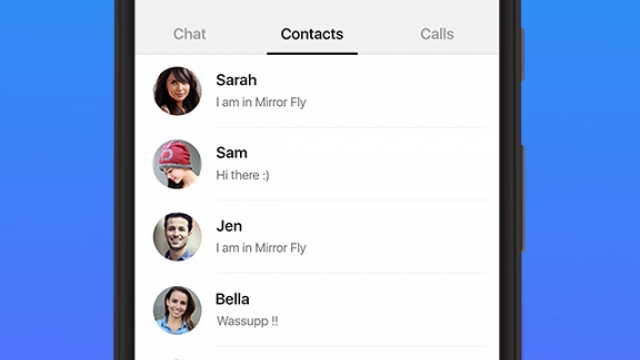 Chat Contacts Calls
Sarah
I am in Mirror Fly
Sam
Hi there :)
Jen
I am in Mirror Fly
Bella
Wassupp !!